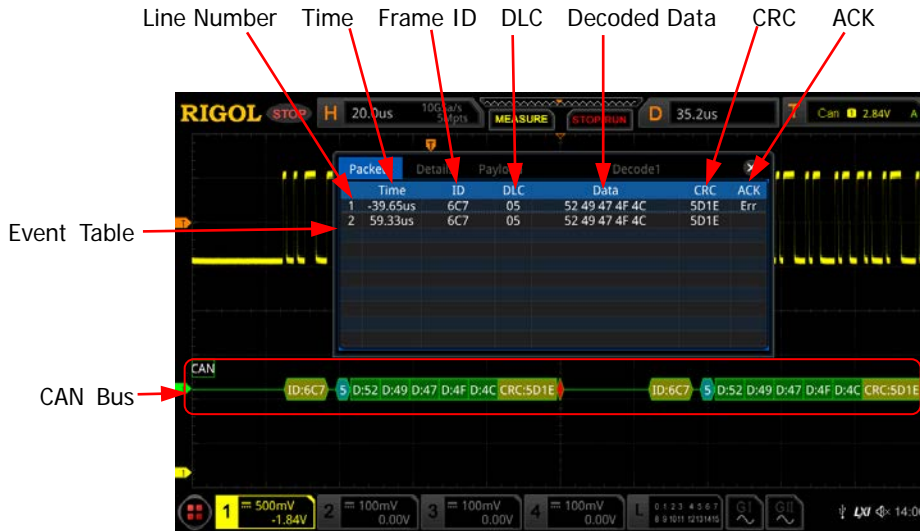 Line Number Time Frame ID DLC Decoded Data CRC ACK
RIGOL STOP H 20.0us 10GSa/s 5Mpts MEASURE STOP/RUN D 35.2us T Can 1 2.84V A
T
Packet Details Payload Decode1 X
Time ID DLC Data CRC ACK
1 -39.65us 6C7 05 52 49 47 4F 4C 5D1E Err
2 59.33us 6C7 05 52 49 47 4F 4C 5D1E
T
Event Table
CAN
CAN Bus
ID:6C7 5 D:52 D:49 D:47 D:4F D:4C CRC:5D1E ID:6C7 5 D:52 D:49 D:47 D:4F D:4C CRC:5D1E
1
1 500mV -1.84V 2 100mV 0.00V 3 100mV 0.00V 4 100mV 0.00V L 0 1 2 3 4 5 6 7 8 9 10 11 12 13 14 15 GI GII LXI 14:0